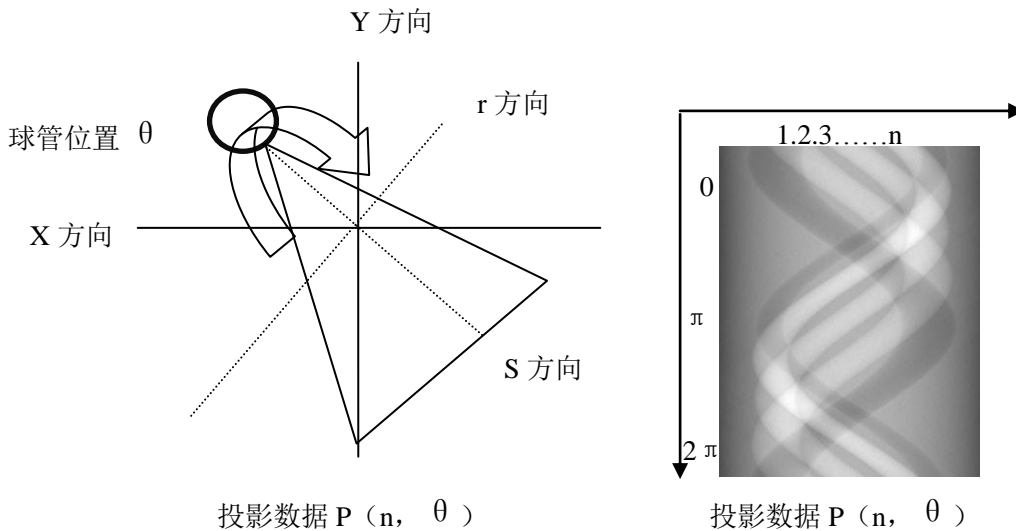 Y 方向
r 方向
球管位置 θ
X 方向
S 方向
投影数据 P（n， θ ）
1.2.3……n
0
π
2 π
投影数据 P（n， θ ）